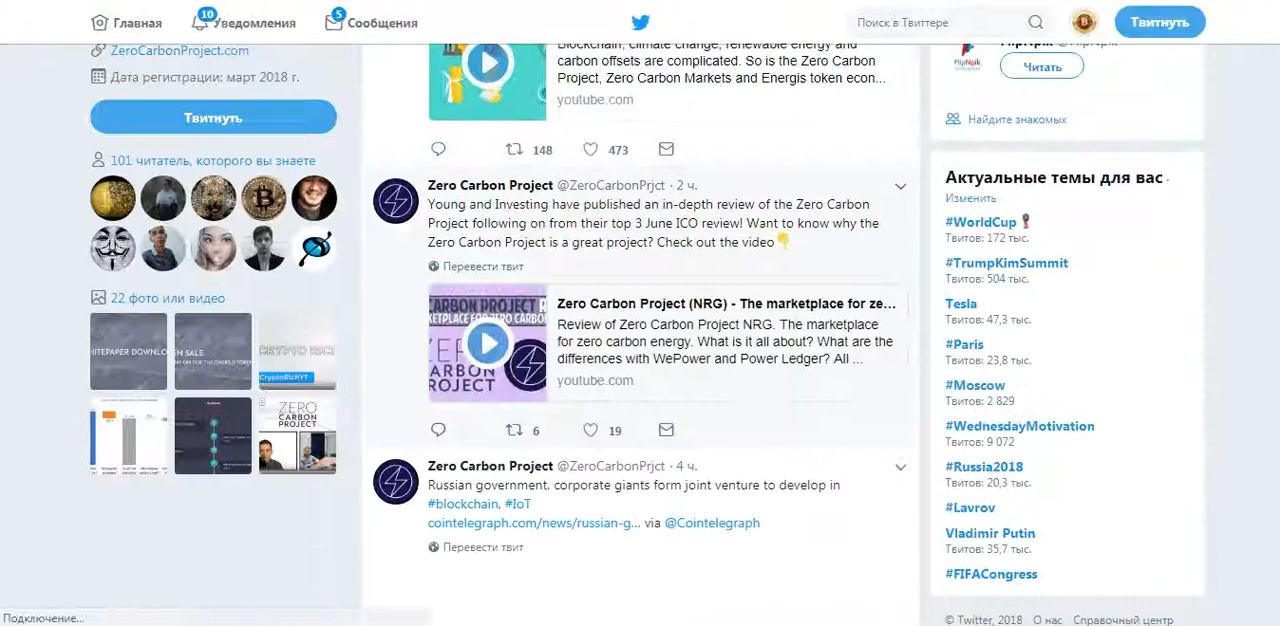 Главная
10
Уведомления
5
Сообщения
Поиск в Твиттере
Твитнуть
ZeroCarbonProject.com
Дата регистрации: март 2018 г.
Твитнуть
101 читатель, которого вы знаете
22 фото или видео
CryptoRichYT
ZERO
CARBON
PROJECT
Blockchain, climate change, renewable energy and
carbon offsets are complicated. So is the Zero Carbon
Project, Zero Carbon Markets and Energis token econ...
youtube.com
148
473
Zero Carbon Project @ZeroCarbonPrjct · 2 ч.
Young and Investing have published an in-depth review of the Zero Carbon
Project following on from their top 3 June ICO review! Want to know why the
Zero Carbon Project is a great project? Check out the video👇
Перевести твит
CARBON PROJECT
PROJECT
Zero Carbon Project (NRG) - The marketplace for ze...
Review of Zero Carbon Project NRG. The marketplace
for zero carbon energy. What is it all about? What are the
differences with WePower and Power Ledger? All ...
youtube.com
6
19
Zero Carbon Project @ZeroCarbonPrjct · 4 ч.
Russian government, corporate giants form joint venture to develop in
#blockchain, #IoT
cointelegraph.com/news/russian-g... via @Cointelegraph
Перевести твит
FlipNpik @FlipNpik
Читать
Найдите знакомых
Актуальные темы для вас ·
Изменить
#WorldCup
Твитов: 172 тыс.
#TrumpKimSummit
Твитов: 504 тыс.
Tesla
Твитов: 47,3 тыс.
#Paris
Твитов: 23,8 тыс.
#Moscow
Твитов: 2 829
#WednesdayMotivation
Твитов: 9 072
#Russia2018
Твитов: 20,3 тыс.
#Lavrov
Vladimir Putin
Твитов: 35,7 тыс.
#FIFACongress
© Twitter, 2018 О нас Справочный центр
Подключение...